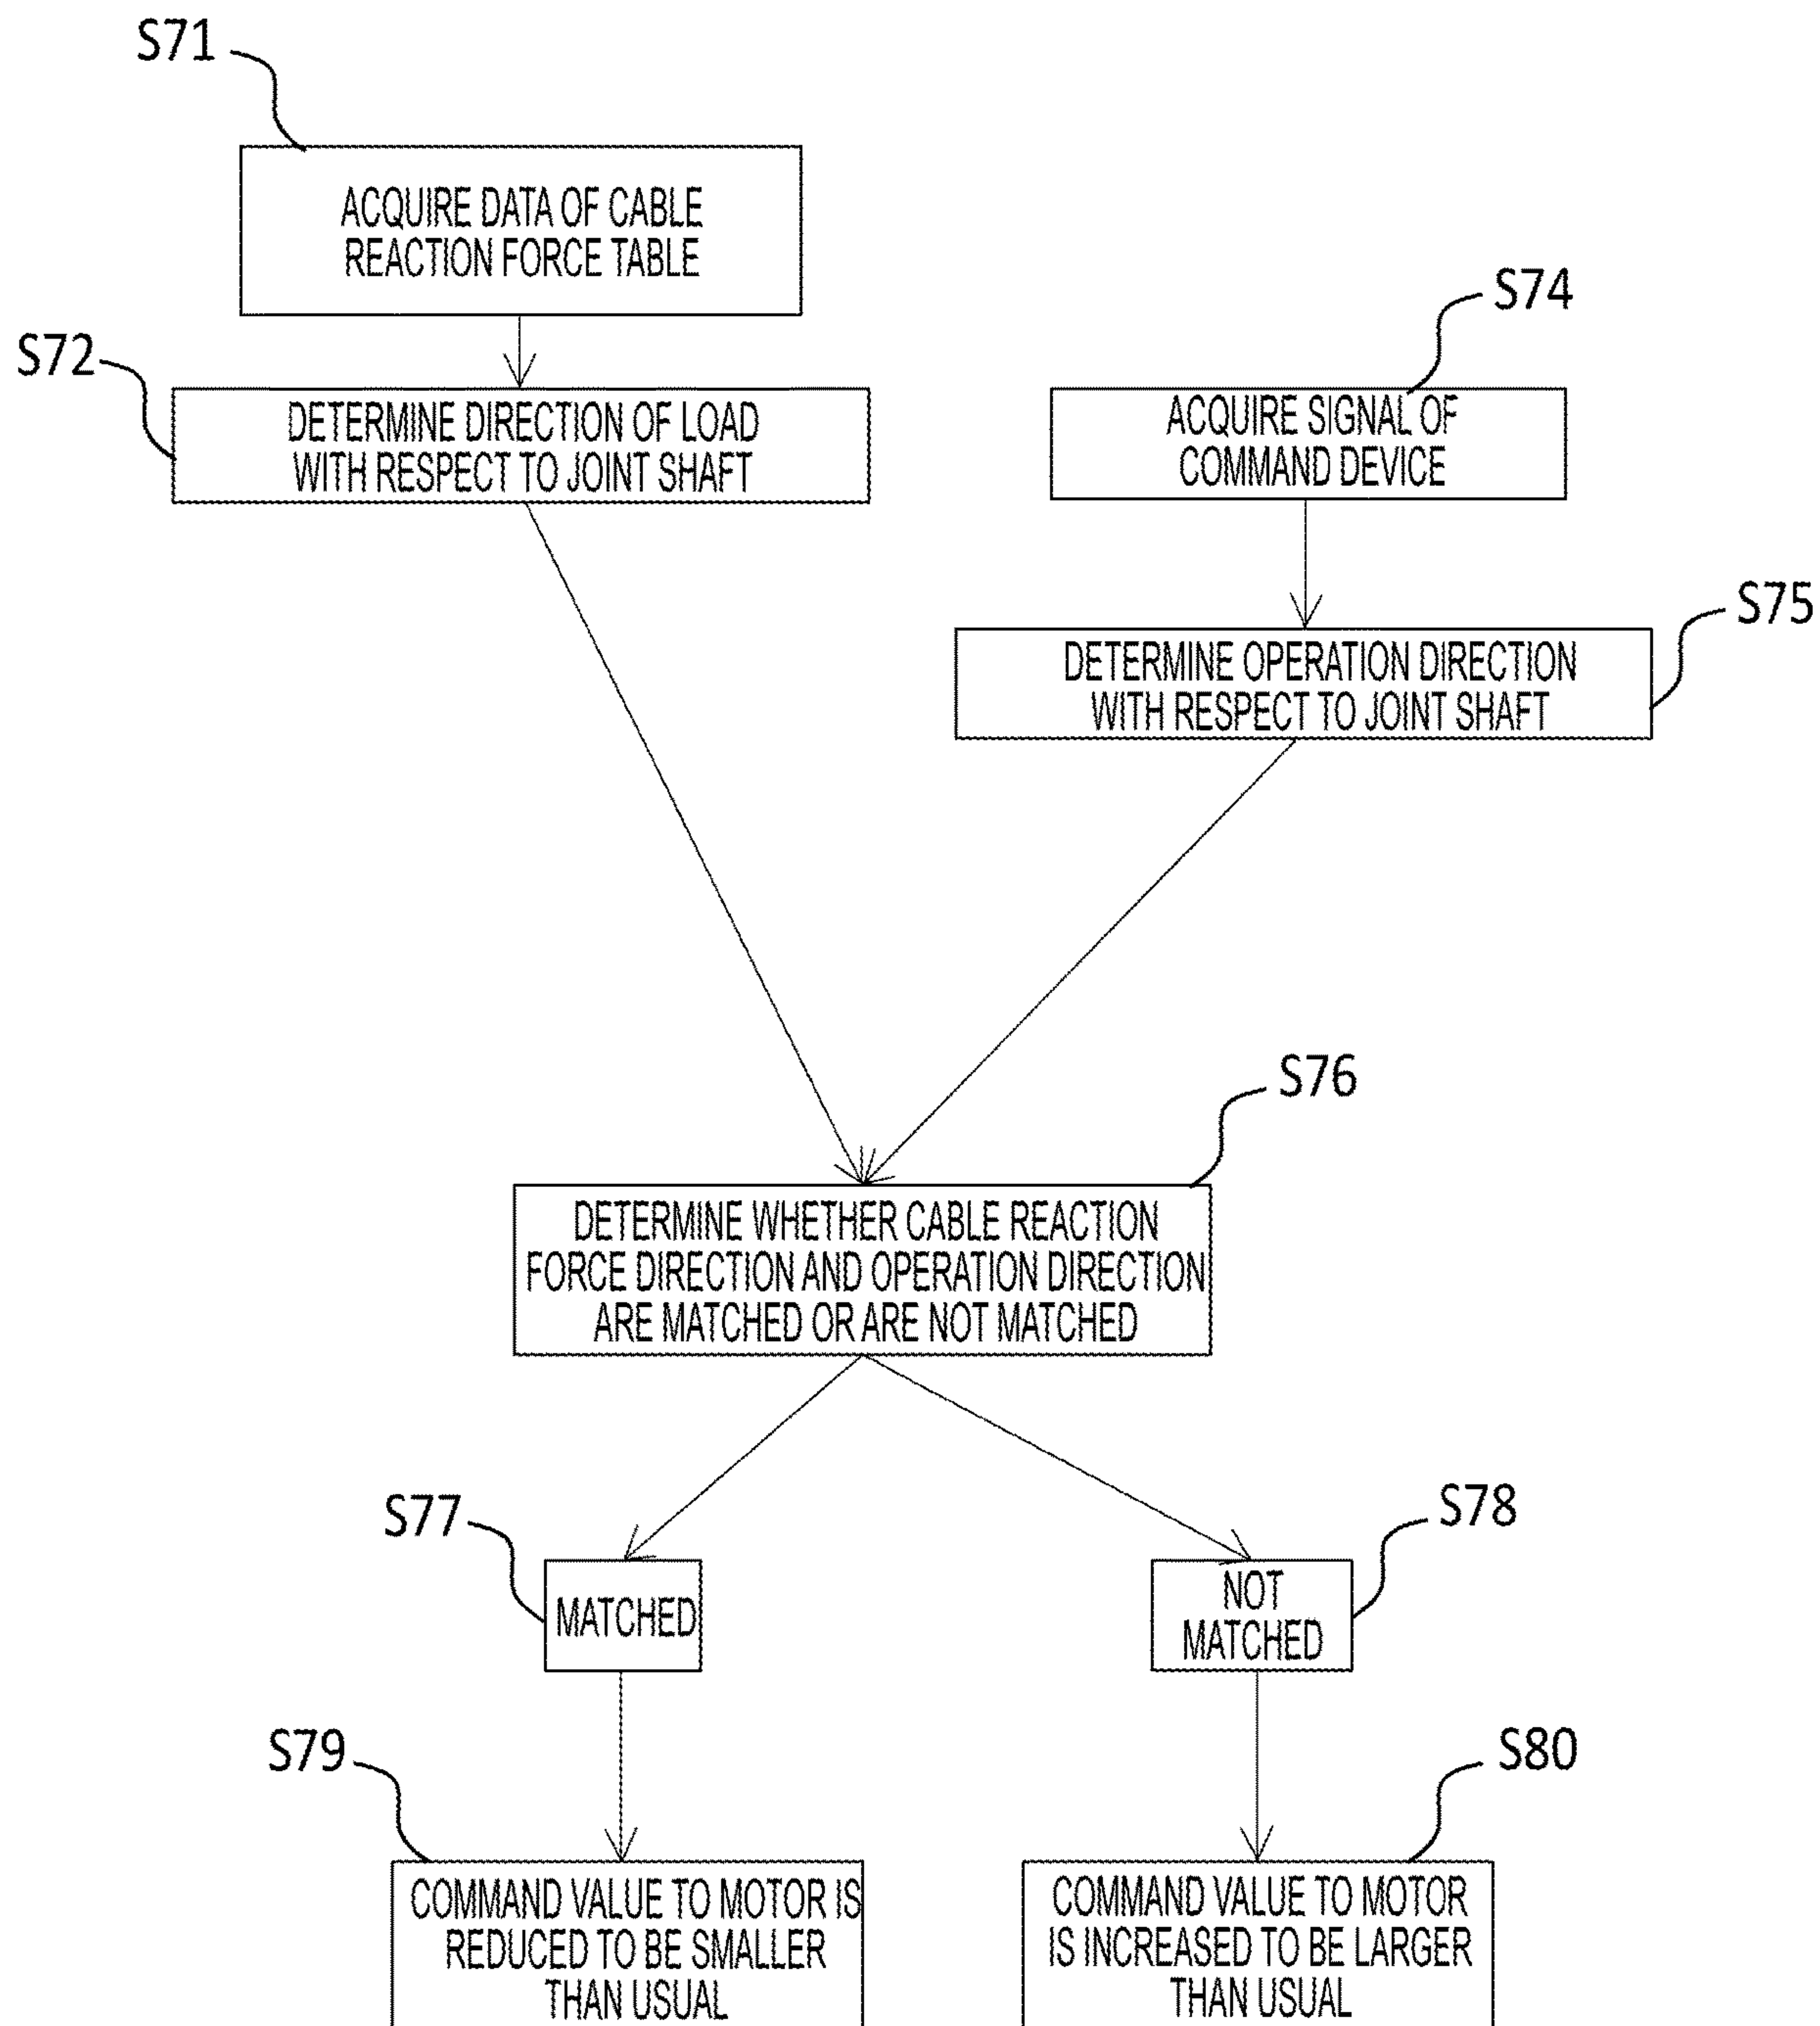 S71
ACQUIRE DATA OF CABLE
REACTION FORCE TABLE
S72
DETERMINE DIRECTION OF LOAD
WITH RESPECT TO JOINT SHAFT
S74
ACQUIRE SIGNAL OF
COMMAND DEVICE
S75
DETERMINE OPERATION DIRECTION
WITH RESPECT TO JOINT SHAFT
S76
DETERMINE WHETHER CABLE REACTION
FORCE DIRECTION AND OPERATION DIRECTION
ARE MATCHED OR ARE NOT MATCHED
S77
MATCHED
S78
NOT
MATCHED
S79
COMMAND VALUE TO MOTOR IS
REDUCED TO BE SMALLER
THAN USUAL
S80
COMMAND VALUE TO MOTOR
IS INCREASED TO BE LARGER
THAN USUAL